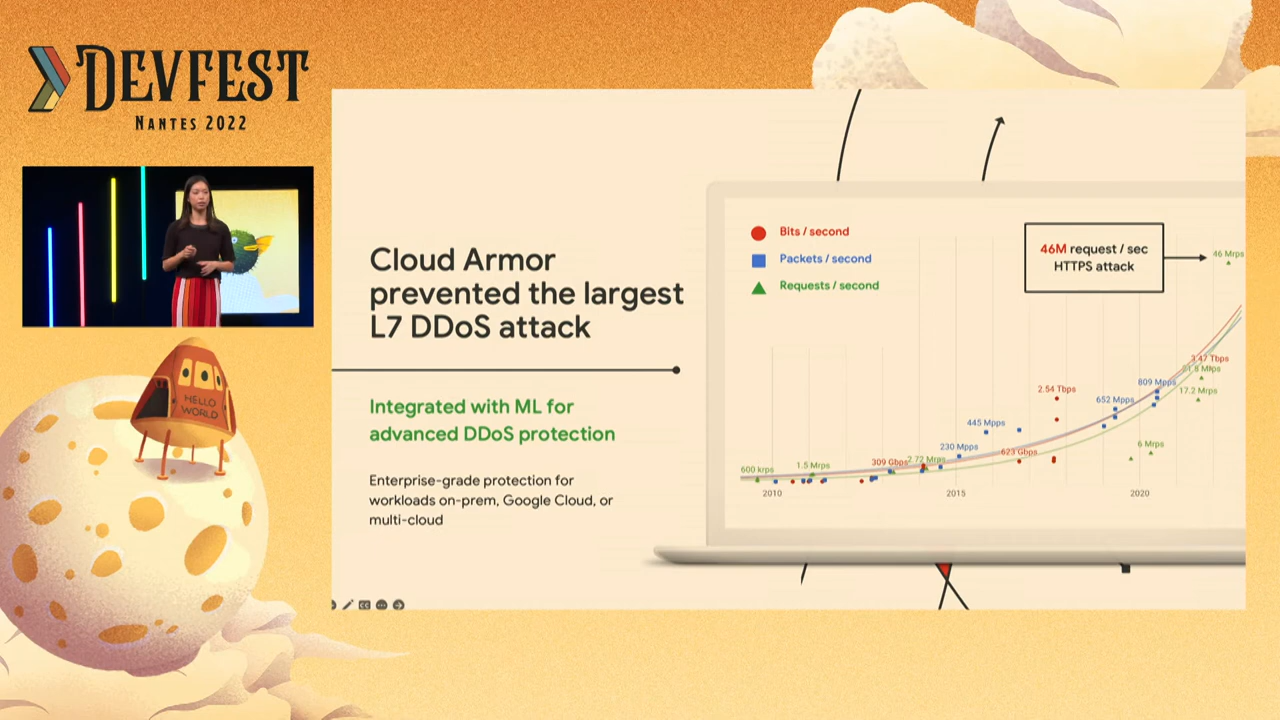 DEVFEST
NANTES 2022
HELLO
WORLD
Cloud Armor
prevented the largest
L7 DDoS attack
Integrated with ML for
advanced DDoS protection
Enterprise-grade protection for
workloads on-prem, Google Cloud, or
multi-cloud
Bits / second
Packets / second
Requests / second
46M request / sec
HTTPS attack
46 Mrps
3.47 Tbps
17.2 Mrps
809 Mpps
2.54 Tbps
652 Mpps
445 Mpps
230 Mpps
6 Mrps
623 Gbps
309 Gbps
2.72 Mrps
1.5 Mrps
600 krps
2010
2015
2020